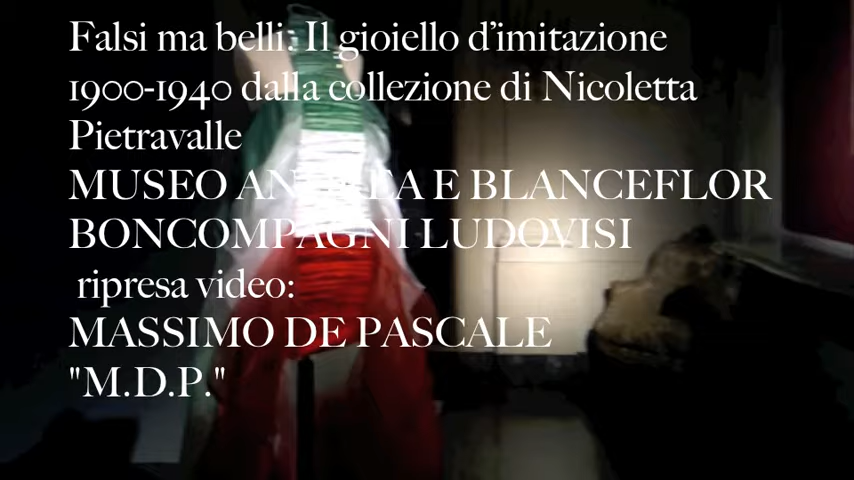 Falsi ma belli: Il gioiello d'imitazione
1900-1940 dalla collezione di Nicoletta
Pietravalle
MUSEO ANDREA E BLANCEFLOR
BONCOMPAGNI LUDOVISI
ripresa video:
MASSIMO DE PASCALE
"M.D.P."